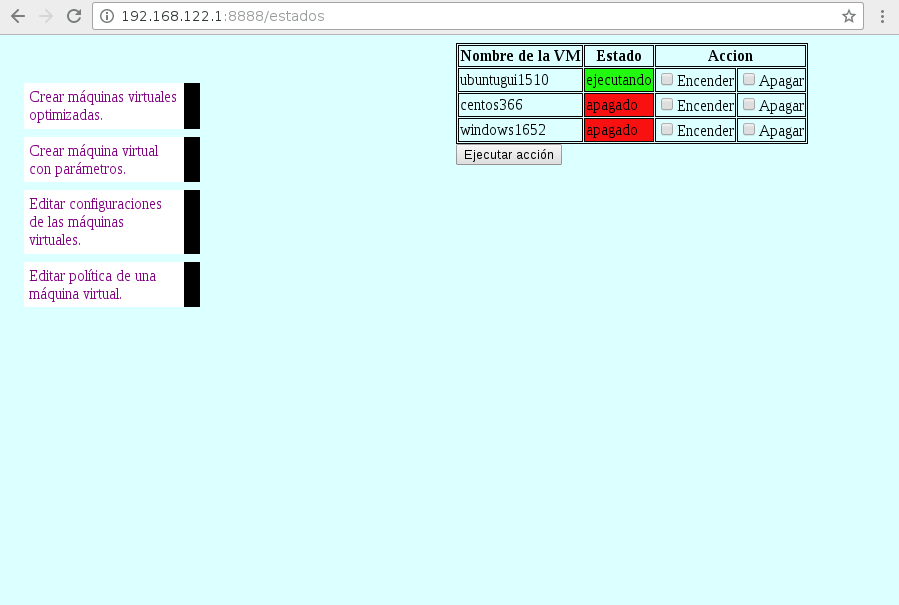 192.168.122.1:8888/estados
Crear máquinas virtuales
optimizadas.
Crear máquina virtual
con parámetros.
Editar configuraciones
de las máquinas
virtuales.
Editar política de una
máquina virtual.
Nombre de la VM Estado Accion
ubuntugui1510 ejecutando Encender Apagar
centos366 apagado Encender Apagar
windows1652 apagado Encender Apagar
Ejecutar acción